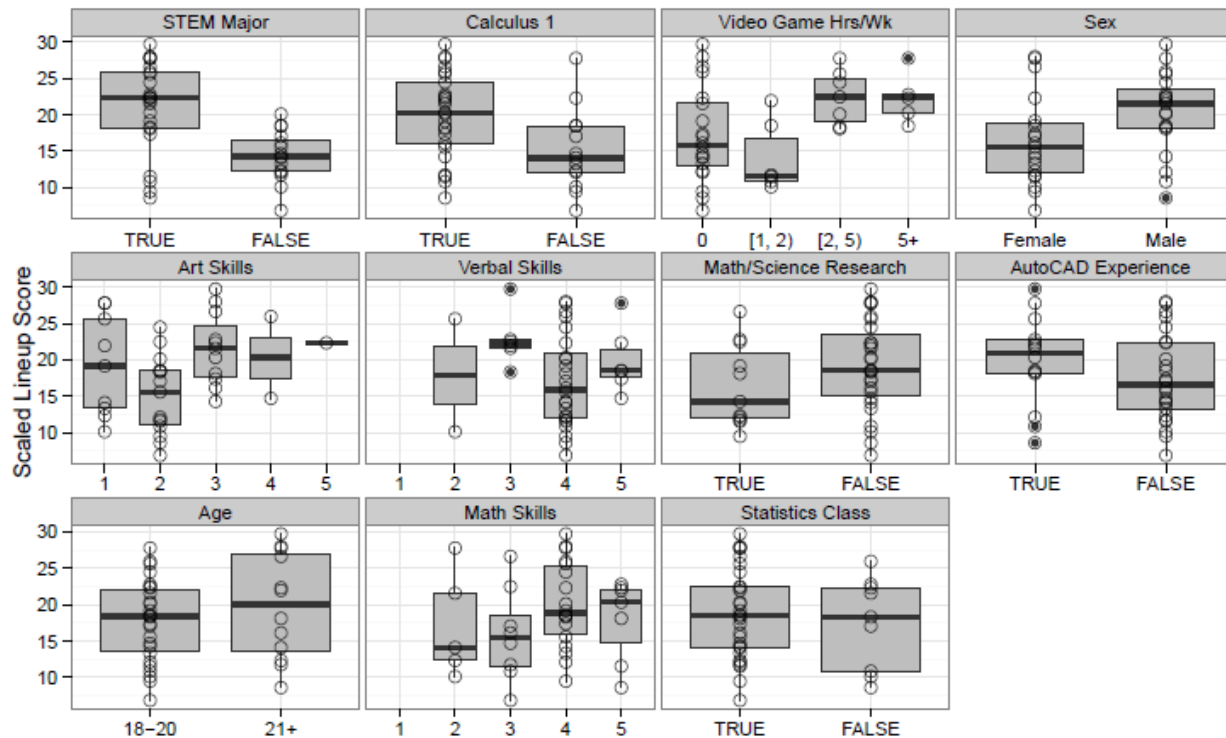 STEM Major Calculus 1 Video Game Hrs/Wk Sex
30
25
20
15
10
TRUE FALSE TRUE FALSE 0 [1, 2) [2, 5) 5+ Female Male
Art Skills Verbal Skills Math/Science Research AutoCAD Experience
Scaled Lineup Score
30
25
20
15
10
1 2 3 4 5 1 2 3 4 5 TRUE FALSE TRUE FALSE
Age Math Skills Statistics Class
30
25
20
15
10
18−20 21+ 1 2 3 4 5 TRUE FALSE